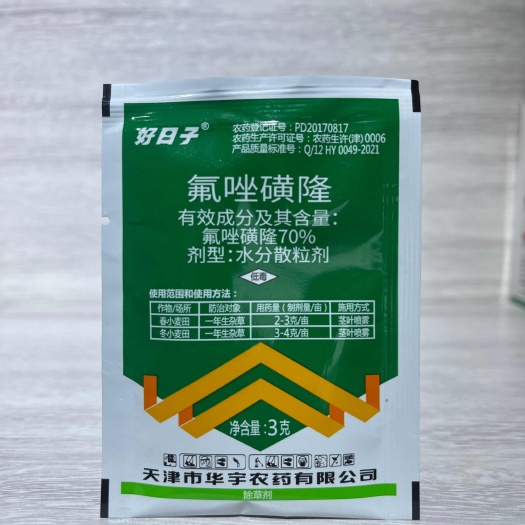 好日子®
农药登记证号：PD20170817
农药生产许可证号：农药生许(津)0006
产品质量标准号：Q/12 HY 0049-2021
氟唑磺隆
有效成分及其含量：
氟唑磺隆70%
剂型：水分散粒剂
低毒
使用范围和使用方法：
作物/场所 防治对象 用药量（制剂量/亩） 施用方式
春小麦田 一年生杂草 2-3克/亩 茎叶喷雾
冬小麦田 一年生杂草 3-4克/亩 茎叶喷雾
净含量：3克
天津市华宇农药有限公司
除草剂